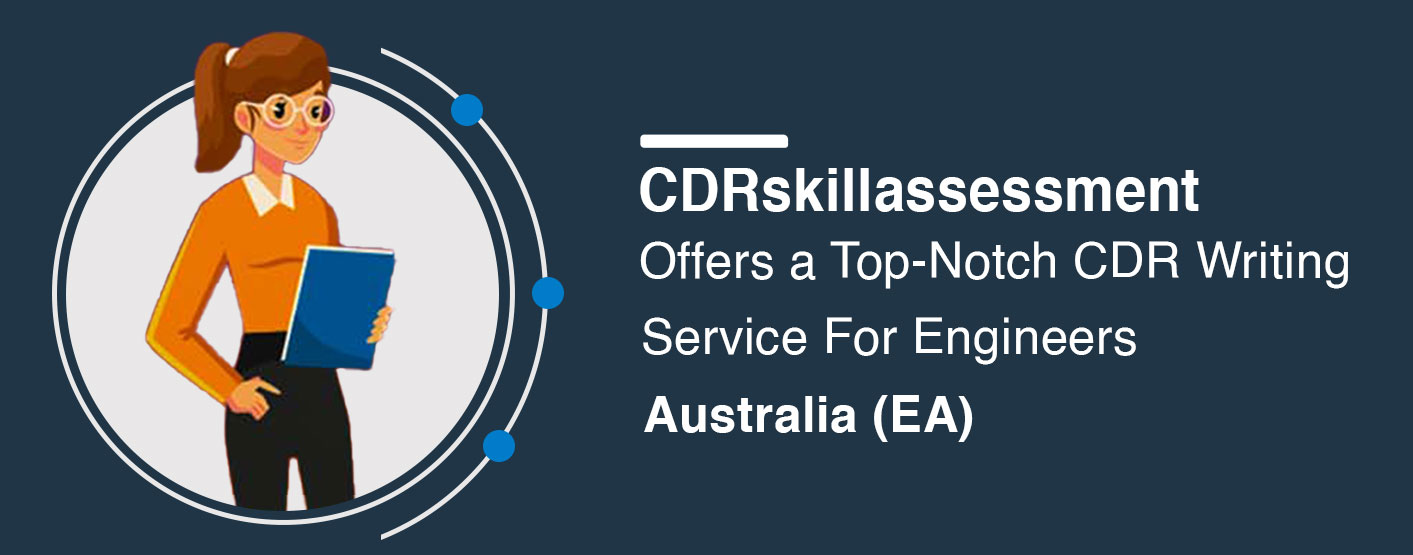 CDRskillassessment
Offers a Top-Notch CDR Writing
Service For Engineers
Australia (EA)